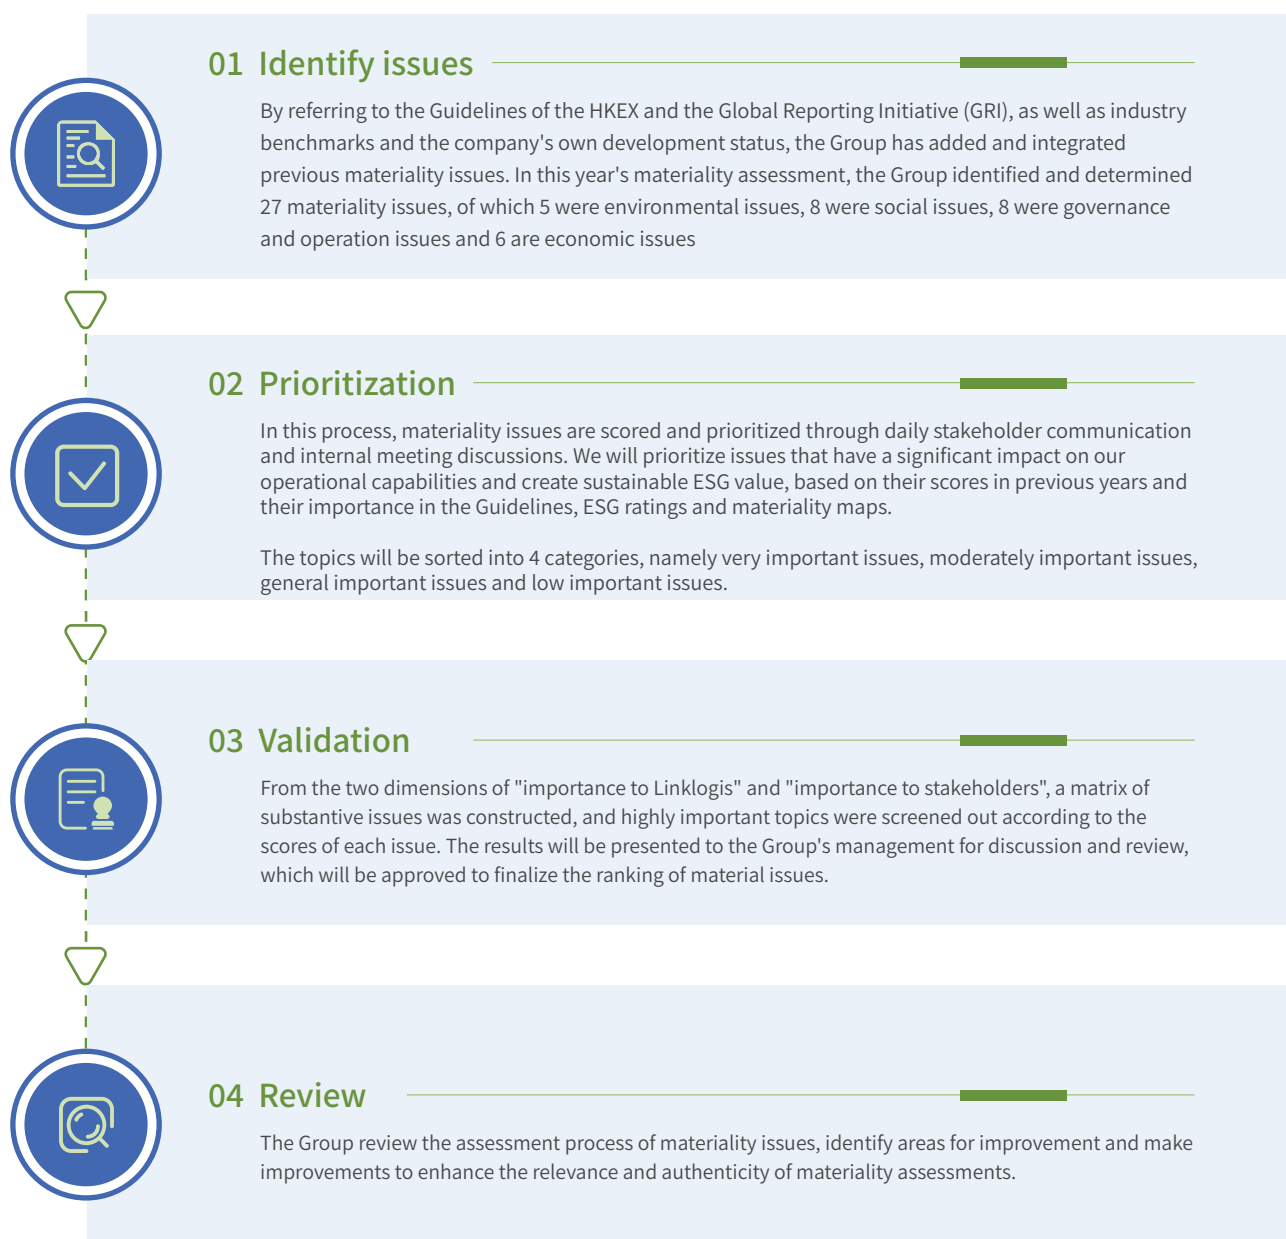 01 Identify issues
By referring to the Guidelines of the HKEX and the Global Reporting Initiative (GRI), as well as industry
benchmarks and the company's own development status, the Group has added and integrated
previous materiality issues. In this year's materiality assessment, the Group identified and determined
27 materiality issues, of which 5 were environmental issues, 8 were social issues, 8 were governance
and operation issues and 6 are economic issues
02 Prioritization
In this process, materiality issues are scored and prioritized through daily stakeholder communication
and internal meeting discussions. We will prioritize issues that have a significant impact on our
operational capabilities and create sustainable ESG value, based on their scores in previous years and
their importance in the Guidelines, ESG ratings and materiality maps.
The topics will be sorted into 4 categories, namely very important issues, moderately important issues,
general important issues and low important issues.
03 Validation
From the two dimensions of "importance to Linklogis" and "importance to stakeholders", a matrix of
substantive issues was constructed, and highly important topics were screened out according to the
scores of each issue. The results will be presented to the Group's management for discussion and review,
which will be approved to finalize the ranking of material issues.
04 Review
The Group review the assessment process of materiality issues, identify areas for improvement and make
improvements to enhance the relevance and authenticity of materiality assessments.